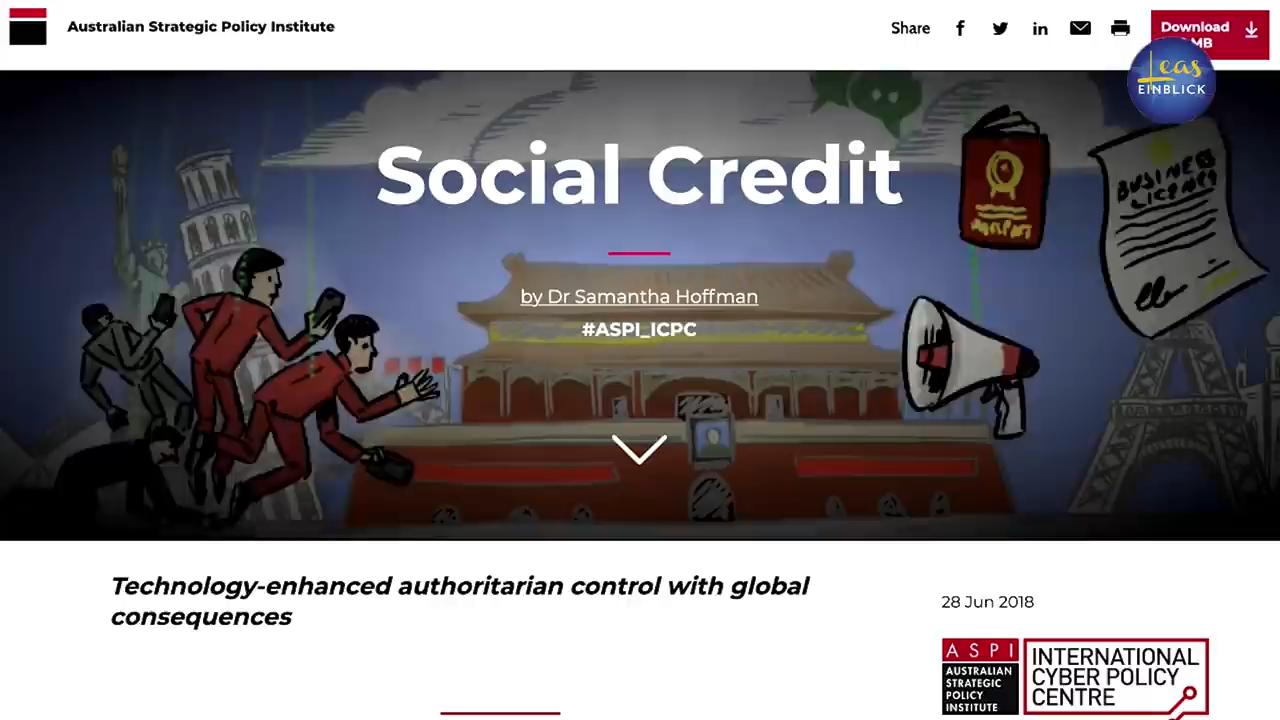 Australian Strategic Policy Institute
Share
Download
MB
Leas
EINBLICK
Social Credit
BUSINESS
LICENCE
by Dr Samantha Hoffman
#ASPI_ICPC
Technology-enhanced authoritarian control with global
consequences
28 Jun 2018
ASPI
AUSTRALIAN
STRATEGIC
POLICY
INSTITUTE
INTERNATIONAL
CYBER POLICY
CENTRE